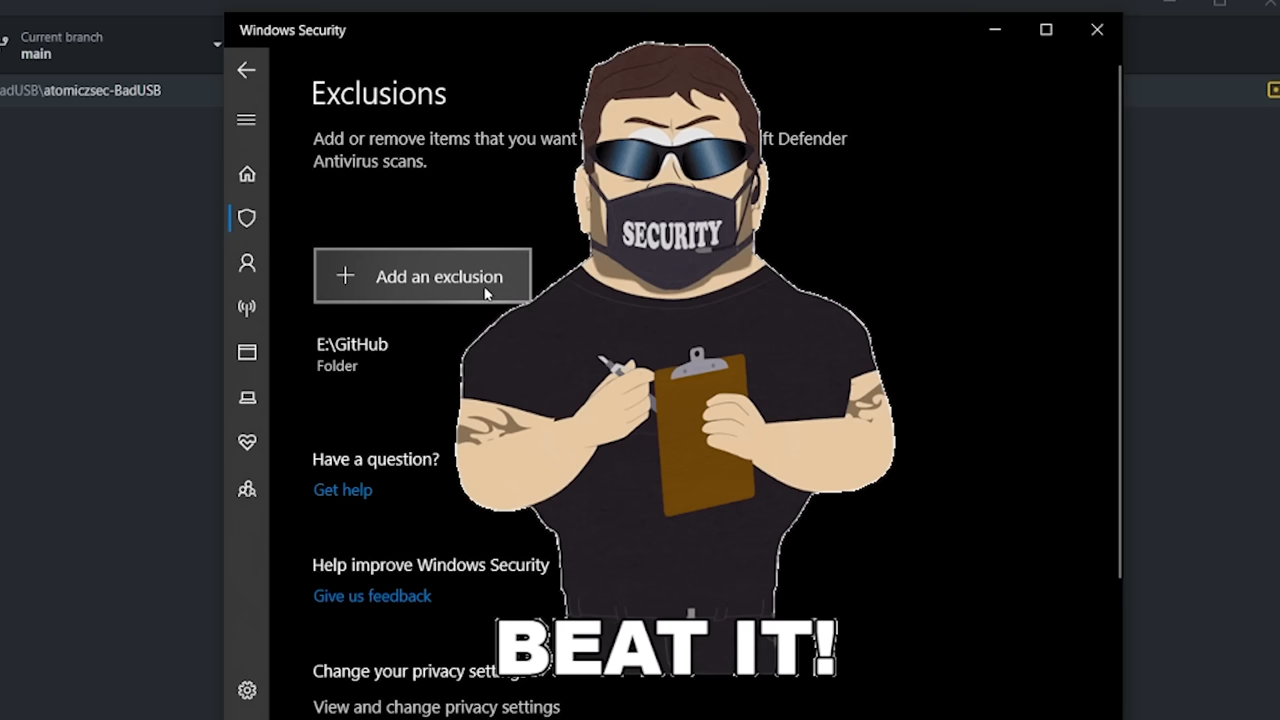 Windows Security
Current branch
main
adUSB\atomiczsec-BadUSB
Exclusions
Add or remove items that you want ft Defender
Antivirus scans.
SECURITY
Add an exclusion
E:\GitHub
Folder
Have a question?
Get help
Help improve Windows Security
Give us feedback
BEAT IT!
Change your privacy sett
View and change privacy settings